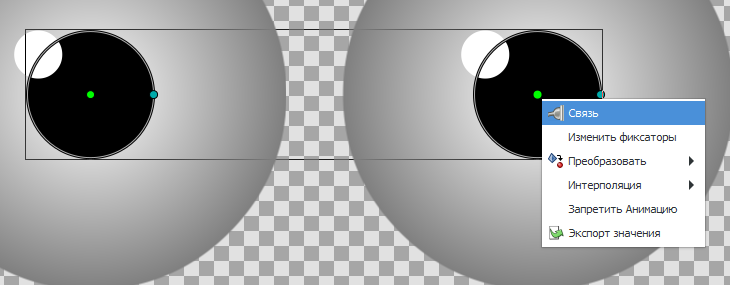 Связь
Изменить фиксаторы
Преобразовать
Интерполяция
Запретить Анимацию
Экспорт значения